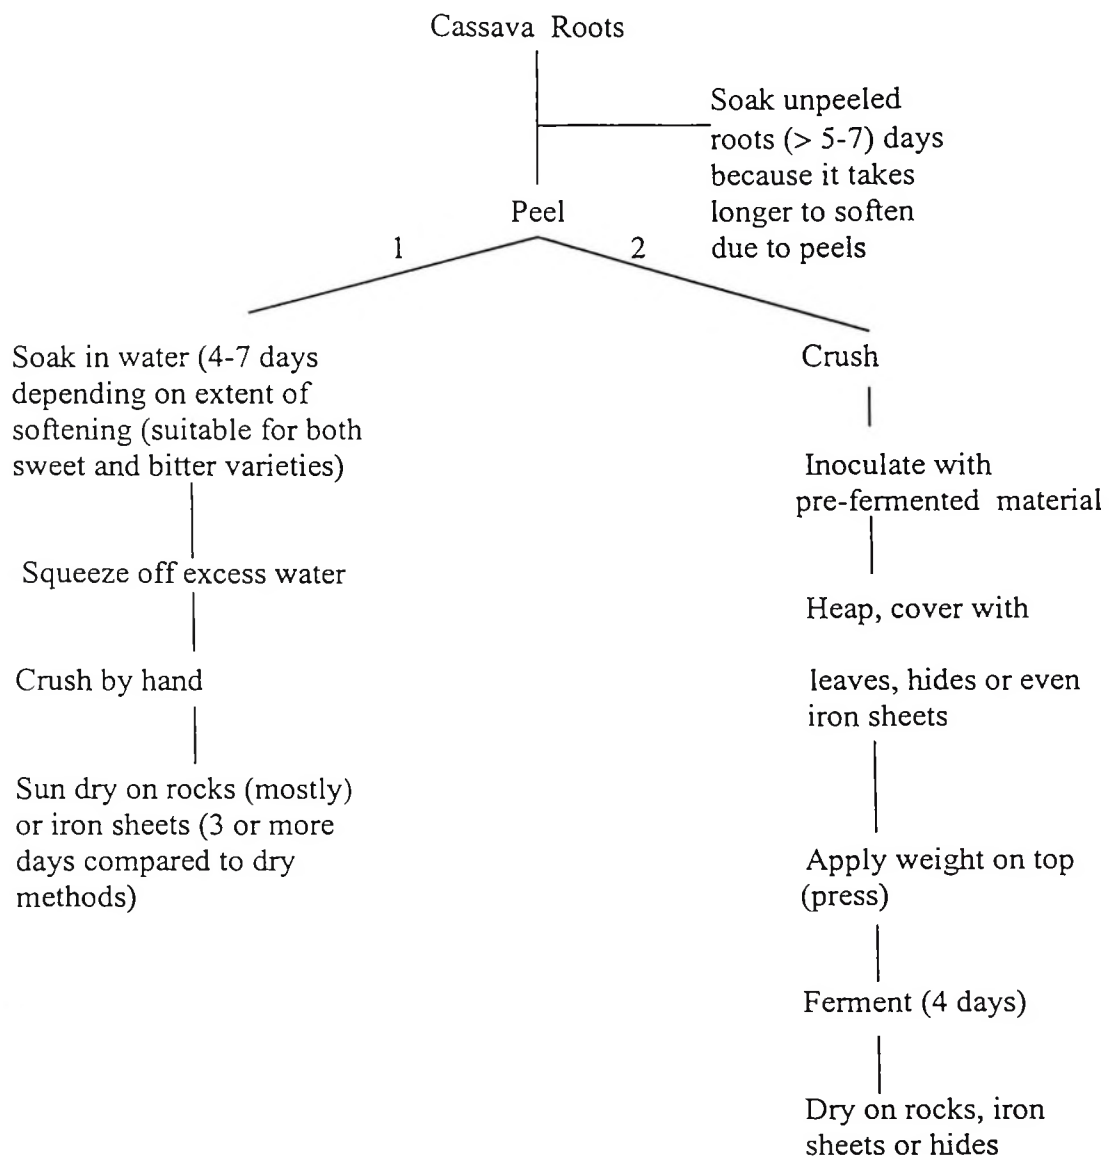 Cassava Roots
Soak unpeeled
roots (> 5-7) days
because it takes
longer to soften
due to peels
Peel
1
2
Soak in water (4-7 days
depending on extent of
softening (suitable for both
sweet and bitter varieties)
Squeeze off excess water
Crush by hand
Sun dry on rocks (mostly)
or iron sheets (3 or more
days compared to dry
methods)
Crush
Inoculate with
pre-fermented material
Heap, cover with
leaves, hides or even
iron sheets
Apply weight on top
(press)
Ferment (4 days)
Dry on rocks, iron
sheets or hides